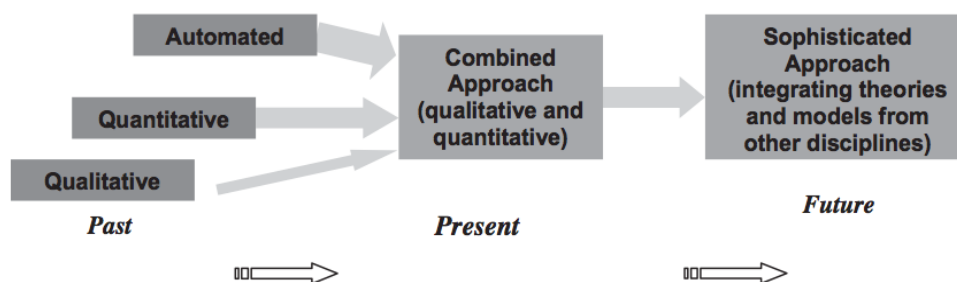 Automated
Quantitative
Qualitative
Past
Combined
Approach
(qualitative and
quantitative)
Present
Sophisticated
Approach
(integrating theories
and models from
other disciplines)
Future